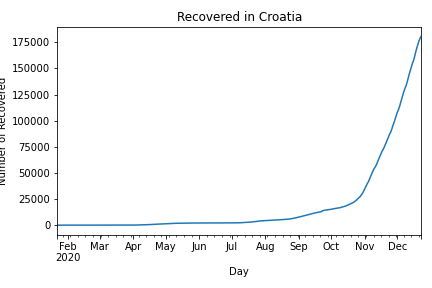 Recovered in Croatia
Number of Recovered
175000
150000
125000
100000
75000
50000
25000
0
Feb Mar Apr May Jun Jul Aug Sep Oct Nov Dec
2020
Day